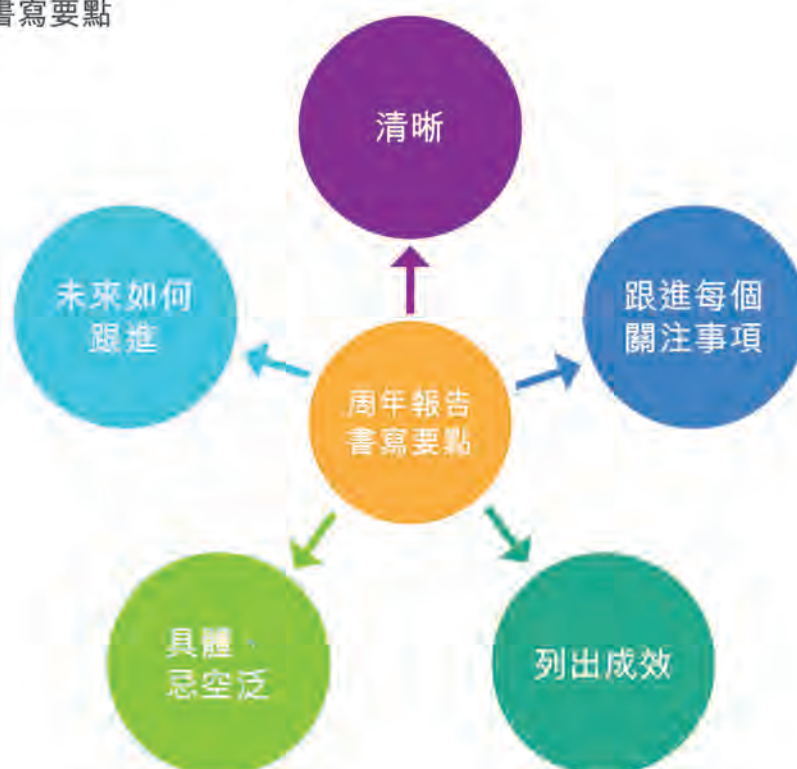 書寫要點
清晰
跟進每個
關注事項
列出成效
具體、
忌空泛
未來如何
跟進
周年報告
書寫要點